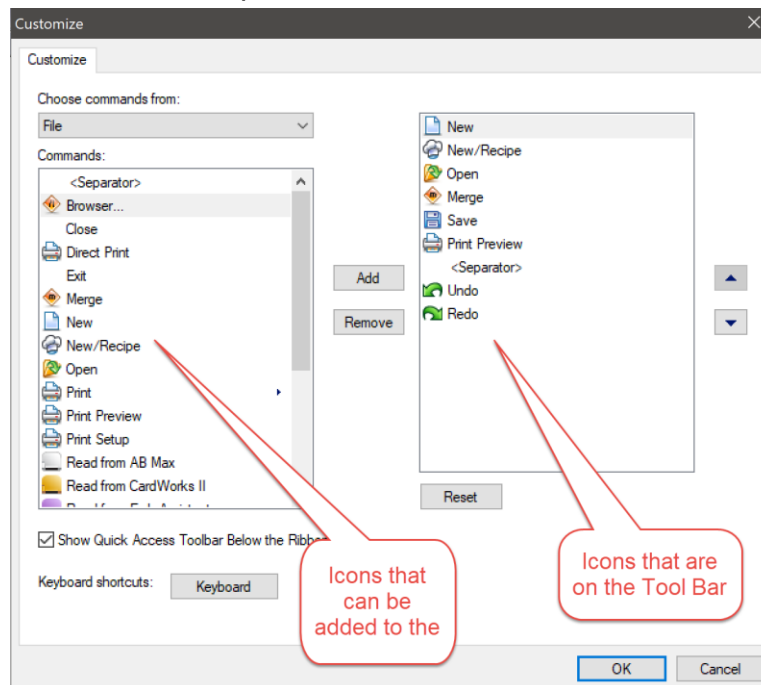 Customize
Customize
Choose commands from:
File
Commands:
<Separator>
Browser...
Close
Direct Print
Exit
Merge
New
New/Recipe
Open
Print
Print Preview
Print Setup
Read from AB Max
Read from CardWorks II
Add
Remove
New
New/Recipe
Open
Merge
Save
Print Preview
<Separator>
Undo
Redo
Reset
Show Quick Access Toolbar Below the
Keyboard shortcuts:
Keyboard
Icons that
can be
added to the
Icons that are
on the Tool Bar
OK
Cancel